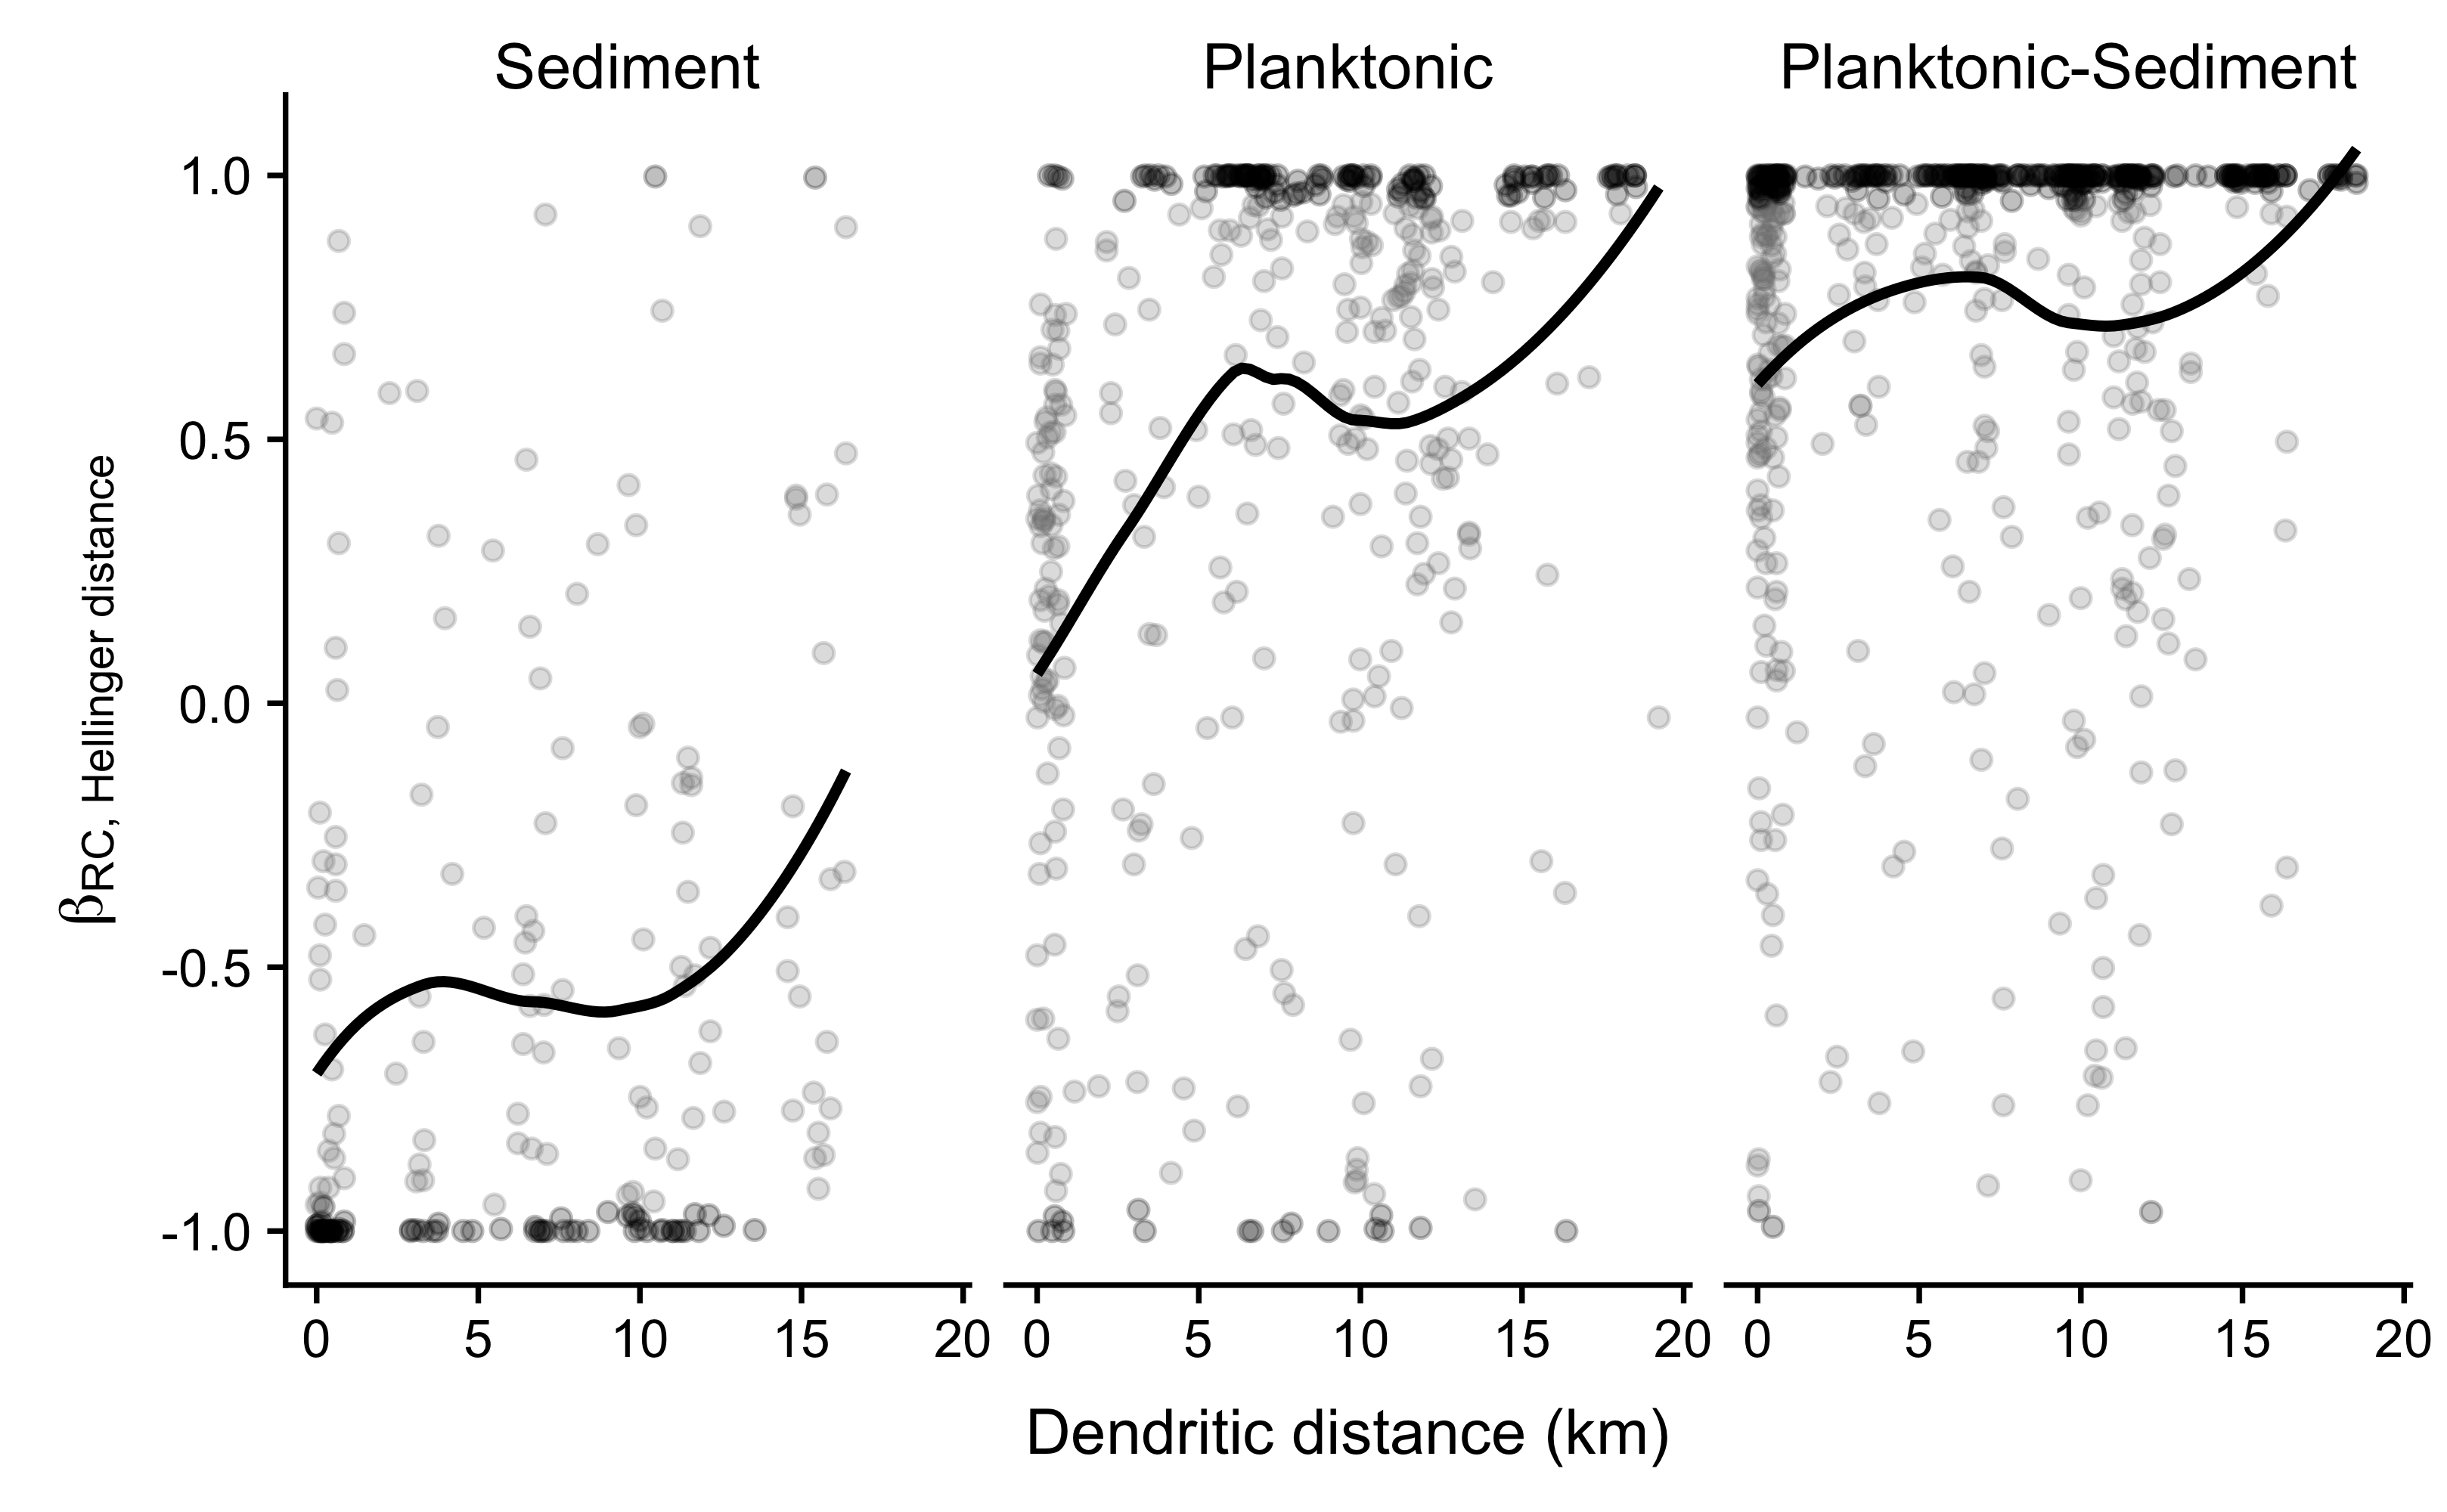 Sediment Planktonic Planktonic-Sediment
βRC, Hellinger distance
1.0
0.5
0.0
-0.5
-1.0
0 5 10 15 20 0 5 10 15 20 0 5 10 15 20
Dendritic distance (km)